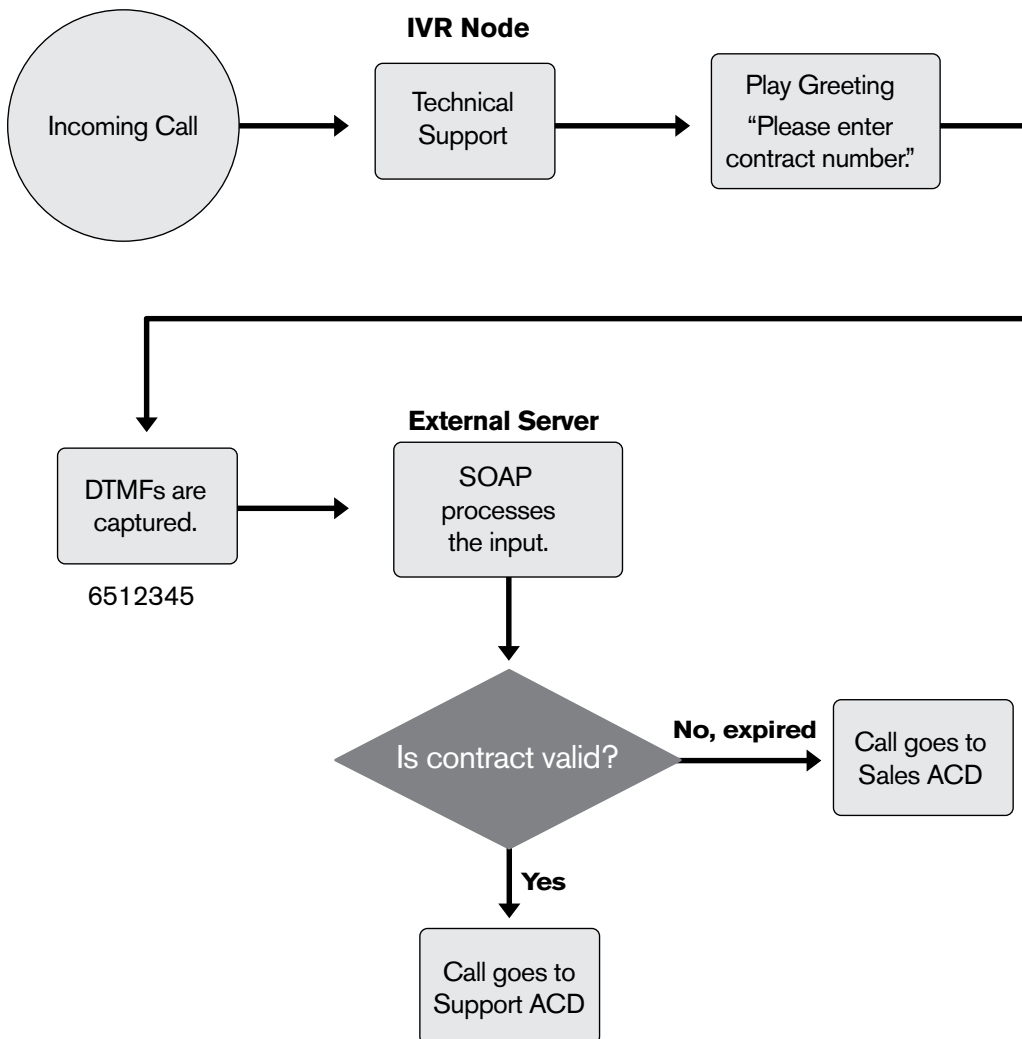 IVR Node
Incoming Call
Technical
Support
Play Greeting
“Please enter
contract number.”
External Server
DTMFs are
captured.
6512345
SOAP
processes
the input.
Is contract valid?
No, expired
Call goes to
Sales ACD
Yes
Call goes to
Support ACD